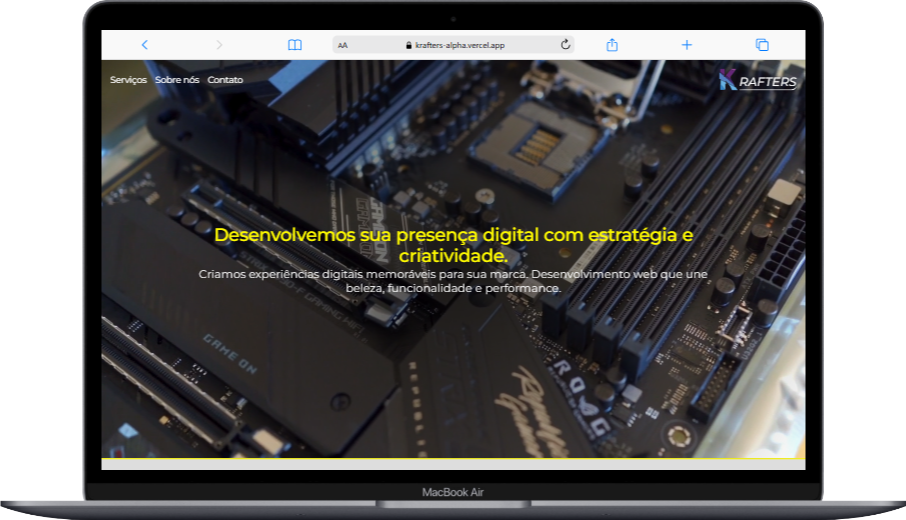 AA krafters-alpha.vercel.app
Serviços Sobre nós Contato
KRAFTERS
Desenvolvemos sua presença digital com estratégia e
criatividade.
Criamos experiências digitais memoráveis para sua marca. Desenvolvimento web que une
beleza, funcionalidade e performance.
GAME ON
MacBook Air